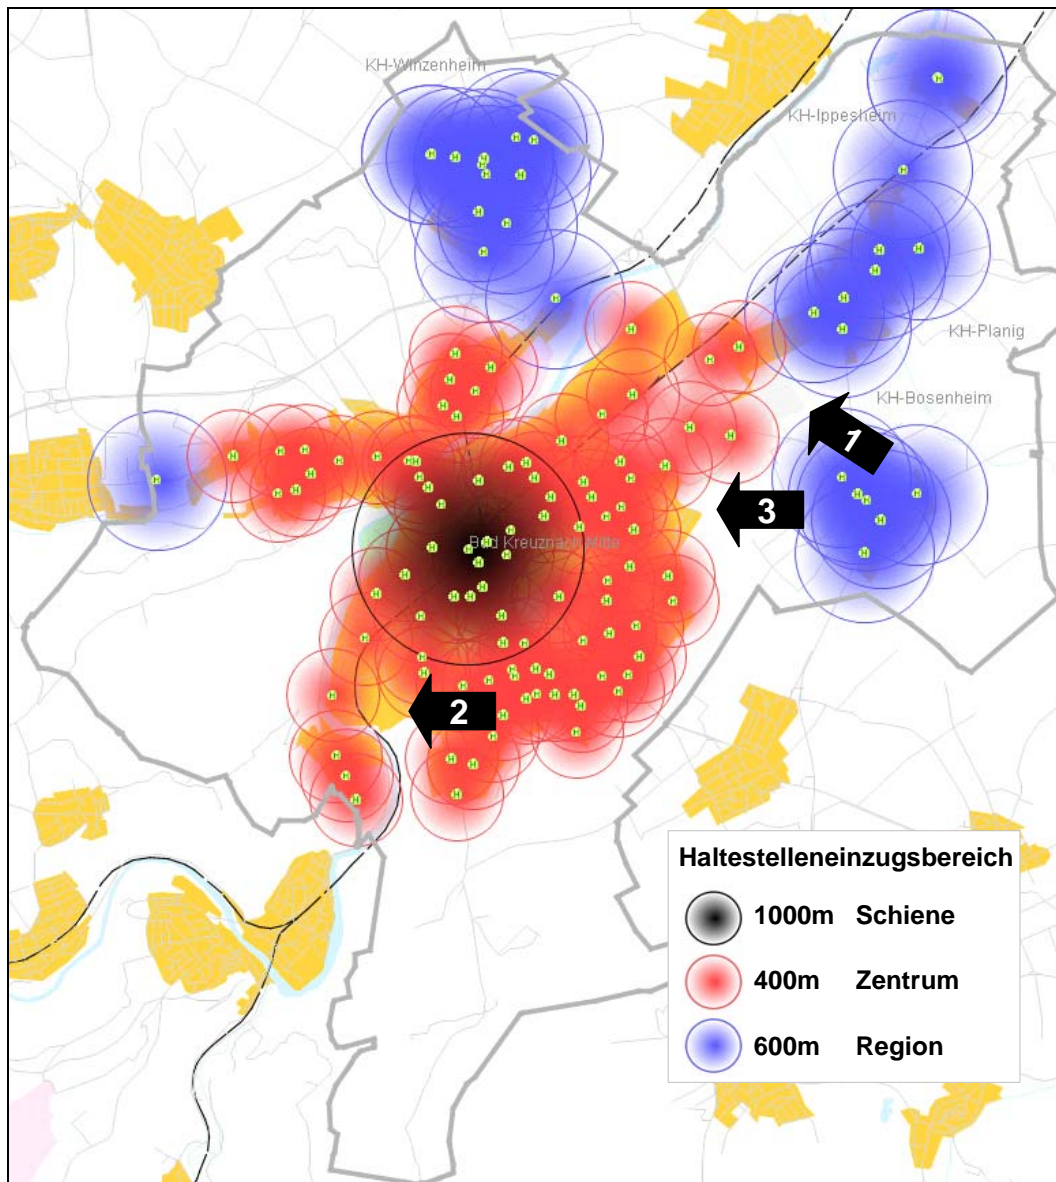 KH-Winzenheim
KH-Ippesheim
KH-Planig
KH-Bosenheim
1
3
Bad Kreuznach Mitte
2
Haltestelleneinzugsbereich
1000m Schiene
400m Zentrum
600m Region